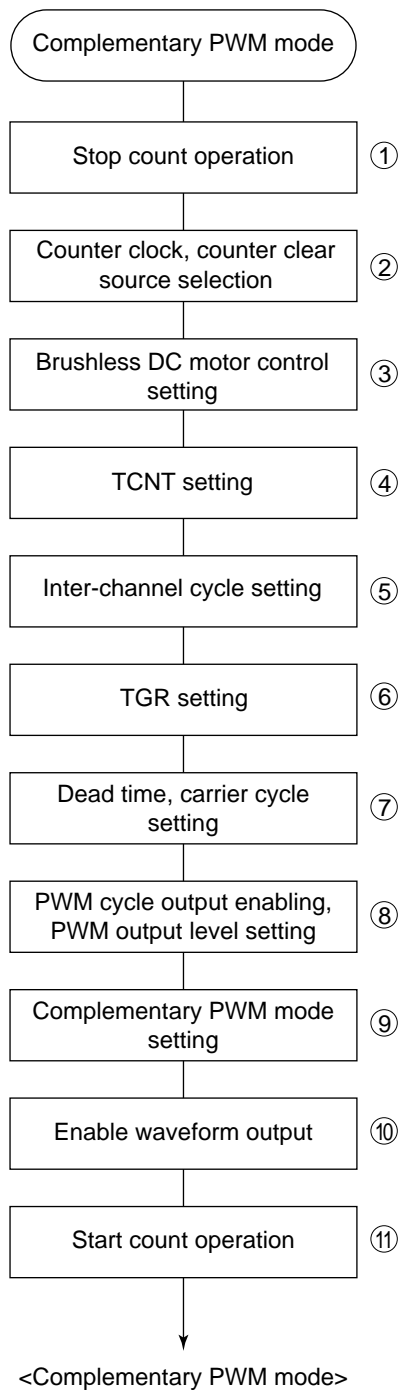 Complementary PWM mode
Stop count operation ①
Counter clock, counter clear
source selection ②
Brushless DC motor control
setting ③
TCNT setting ④
Inter-channel cycle setting ⑤
TGR setting ⑥
Dead time, carrier cycle
setting ⑦
PWM cycle output enabling,
PWM output level setting ⑧
Complementary PWM mode
setting ⑨
Enable waveform output ⑩
Start count operation ⑪
<Complementary PWM mode>